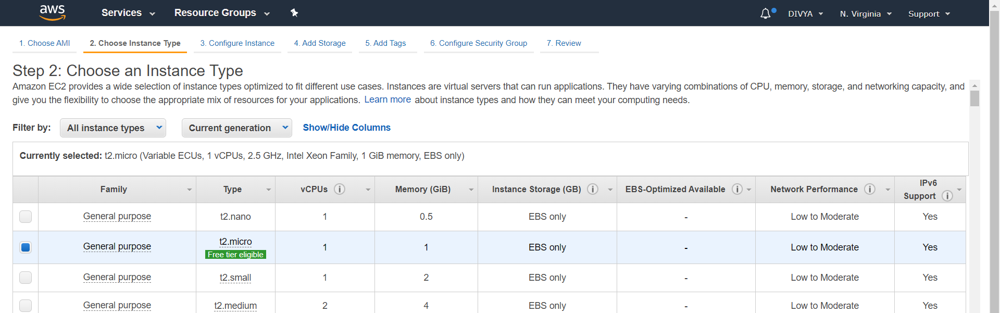 aws Services Resource Groups DIVYA N. Virginia Support
1. Choose AMI 2. Choose Instance Type 3. Configure Instance 4. Add Storage 5. Add Tags 6. Configure Security Group 7. Review
Step 2: Choose an Instance Type
Amazon EC2 provides a wide selection of instance types optimized to fit different use cases. Instances are virtual servers that can run applications. They have varying combinations of CPU, memory, storage, and networking capacity, and
give you the flexibility to choose the appropriate mix of resources for your applications. Learn more about instance types and how they can meet your computing needs.
Filter by: All instance types Current generation Show/Hide Columns
Currently selected: t2.micro (Variable ECUs, 1 vCPUs, 2.5 GHz, Intel Xeon Family, 1 GiB memory, EBS only)
Family Type vCPUs i Memory (GiB) Instance Storage (GB) i EBS-Optimized Available i Network Performance i IPv6
Support i
General purpose t2.nano 1 0.5 EBS only - Low to Moderate Yes
General purpose t2.micro 1 1 EBS only - Low to Moderate Yes
Free tier eligible
General purpose t2.small 1 2 EBS only - Low to Moderate Yes
General purpose t2.medium 2 4 EBS only - Low to Moderate Yes